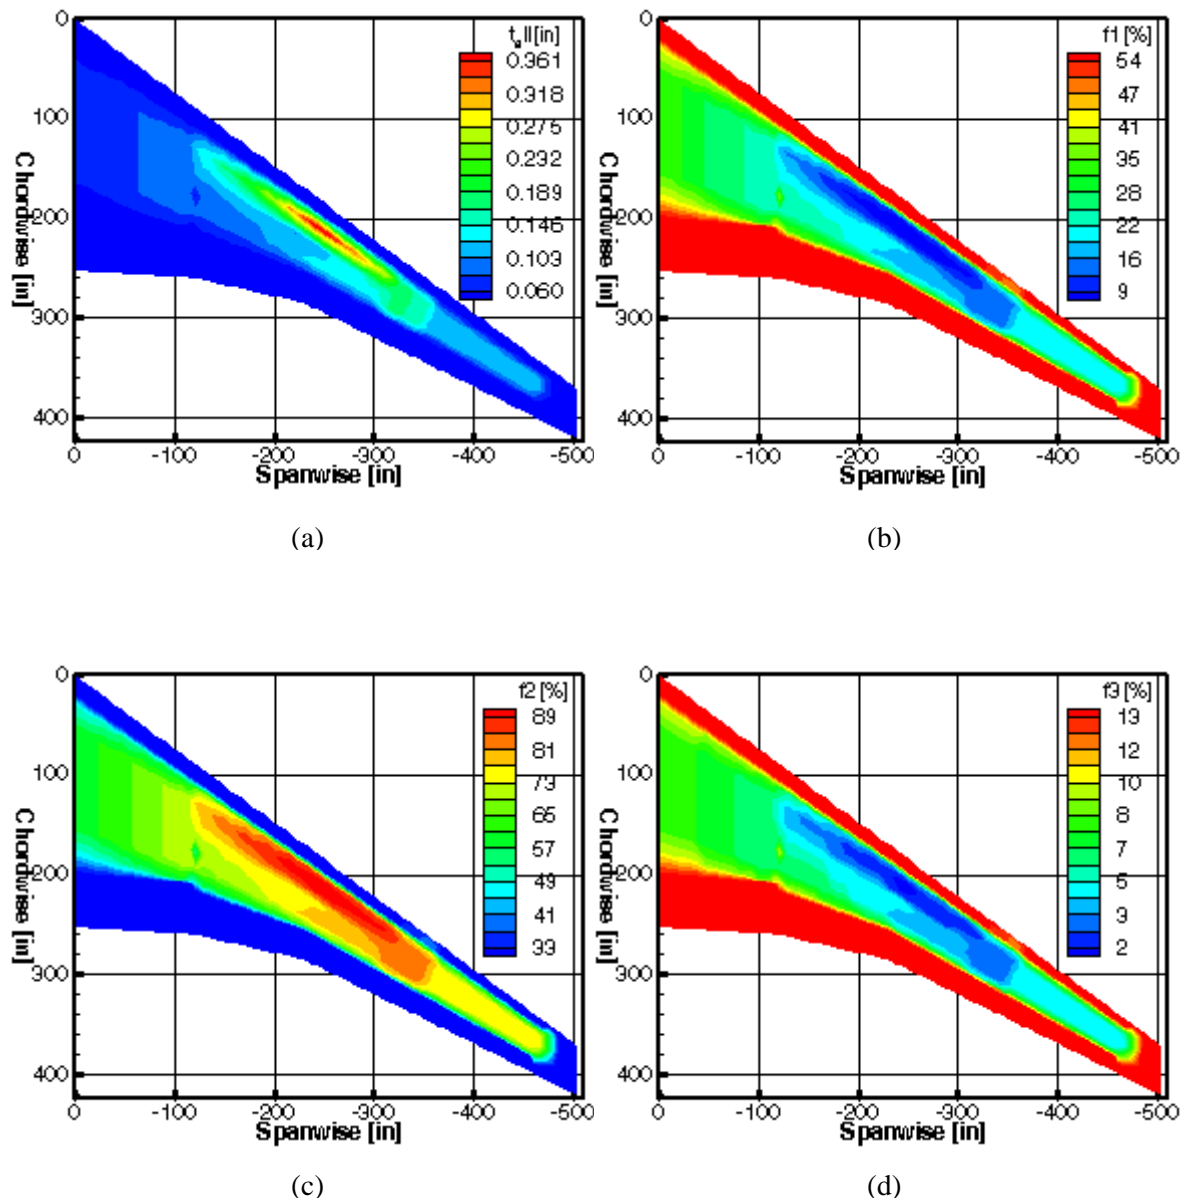 t_all[in]
0.361
0.318
0.275
0.232
0.189
0.146
0.103
0.060
0
100
200
300
400
Chordwise [in]
0 -100 -200 -300 -400 -500
Spanwise [in]
(a)
f1 [%]
54
47
41
35
28
22
16
9
0
100
200
300
400
Chordwise [in]
0 -100 -200 -300 -400 -500
Spanwise [in]
(b)
f2 [%]
89
81
73
65
57
49
41
33
0
100
200
300
400
Chordwise [in]
0 -100 -200 -300 -400 -500
Spanwise [in]
(c)
f3 [%]
13
12
10
8
7
5
3
2
0
100
200
300
400
Chordwise [in]
0 -100 -200 -300 -400 -500
Spanwise [in]
(d)